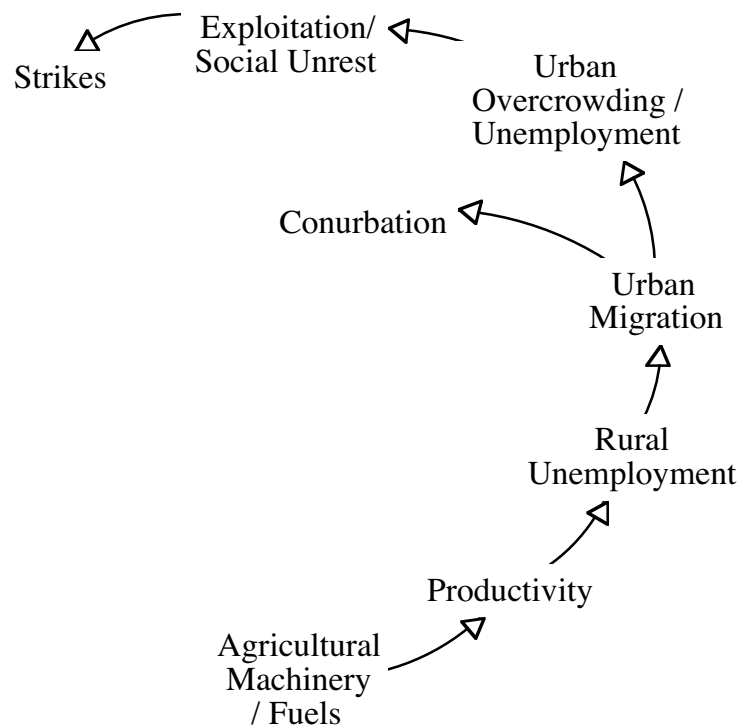 Exploitation/
Social Unrest
Strikes
Urban
Overcrowding /
Unemployment
Conurbation
Urban
Migration
Rural
Unemployment
Productivity
Agricultural
Machinery
/ Fuels